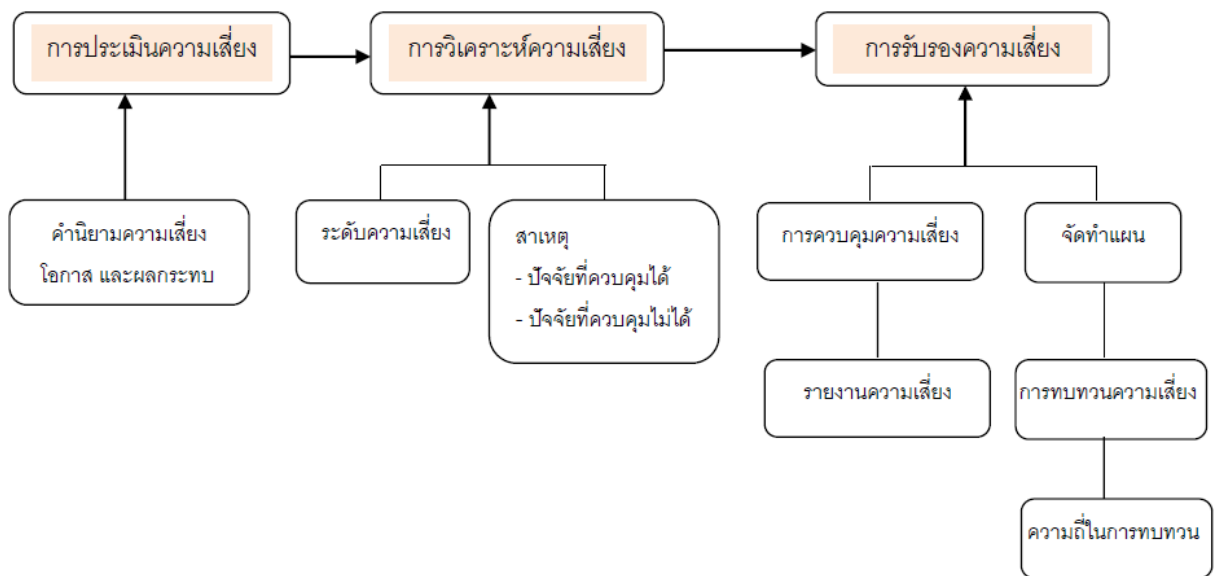 การประเมินความเสี่ยง
การวิเคราะห์ความเสี่ยง
การรับรองความเสี่ยง
คำนิยามความเสี่ยง
โอกาส และผลกระทบ
ระดับความเสี่ยง
สาเหตุ
- ปัจจัยที่ควบคุมได้
- ปัจจัยที่ควบคุมไม่ได้
การควบคุมความเสี่ยง
จัดทำแผน
รายงานความเสี่ยง
การทบทวนความเสี่ยง
ความถี่ในการทบทวน